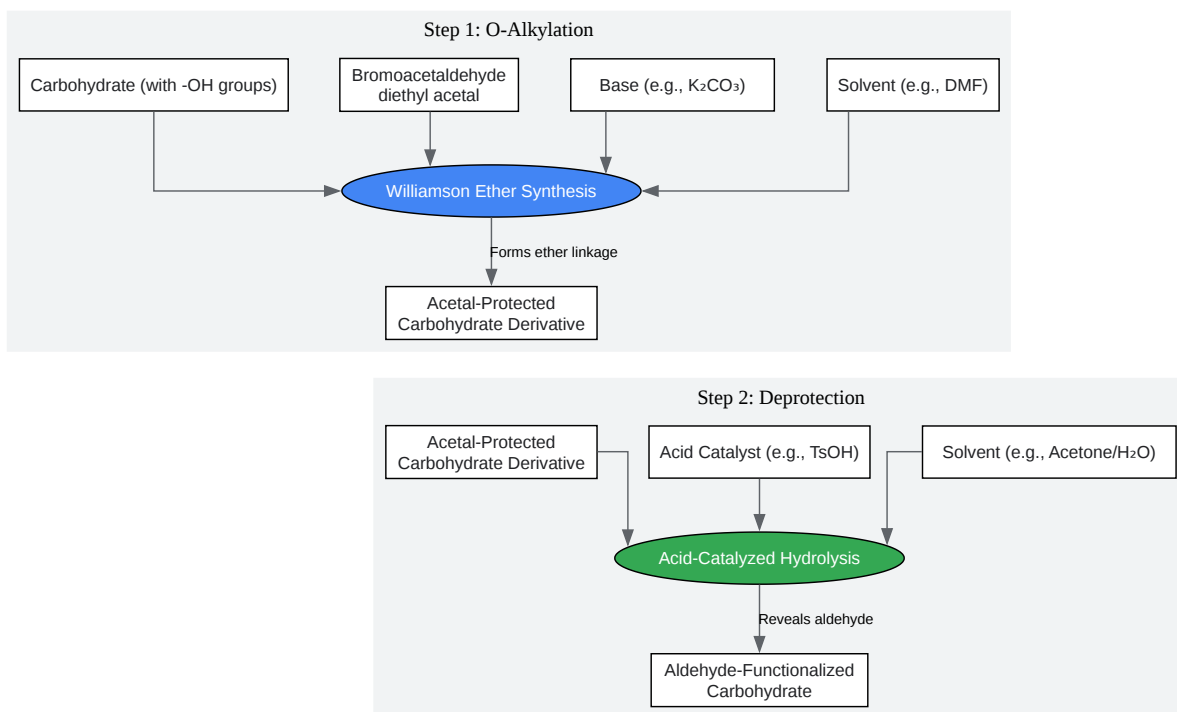 Step 1: O-Alkylation
Carbohydrate (with -OH groups)
Bromoacetaldehyde
diethyl acetal
Base (e.g., K₂CO₃)
Solvent (e.g., DMF)
Williamson Ether Synthesis
Forms ether linkage
Acetal-Protected
Carbohydrate Derivative
Step 2: Deprotection
Acetal-Protected
Carbohydrate Derivative
Acid Catalyst (e.g., TsOH)
Solvent (e.g., Acetone/H₂O)
Acid-Catalyzed Hydrolysis
Reveals aldehyde
Aldehyde-Functionalized
Carbohydrate